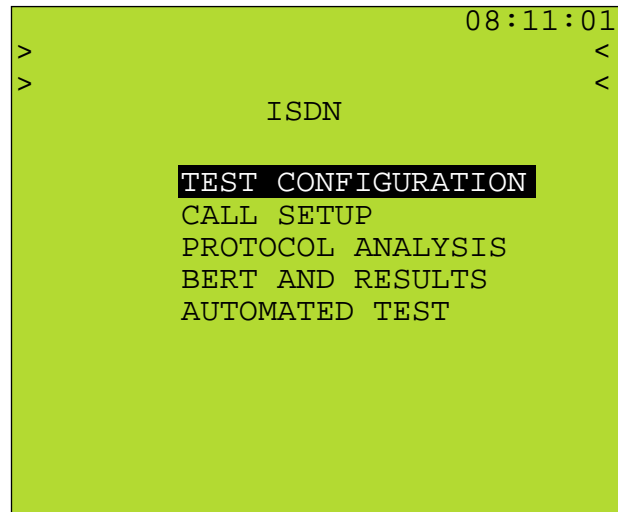 08:11:01
> <
> <
ISDN
TEST CONFIGURATION
CALL SETUP
PROTOCOL ANALYSIS
BERT AND RESULTS
AUTOMATED TEST